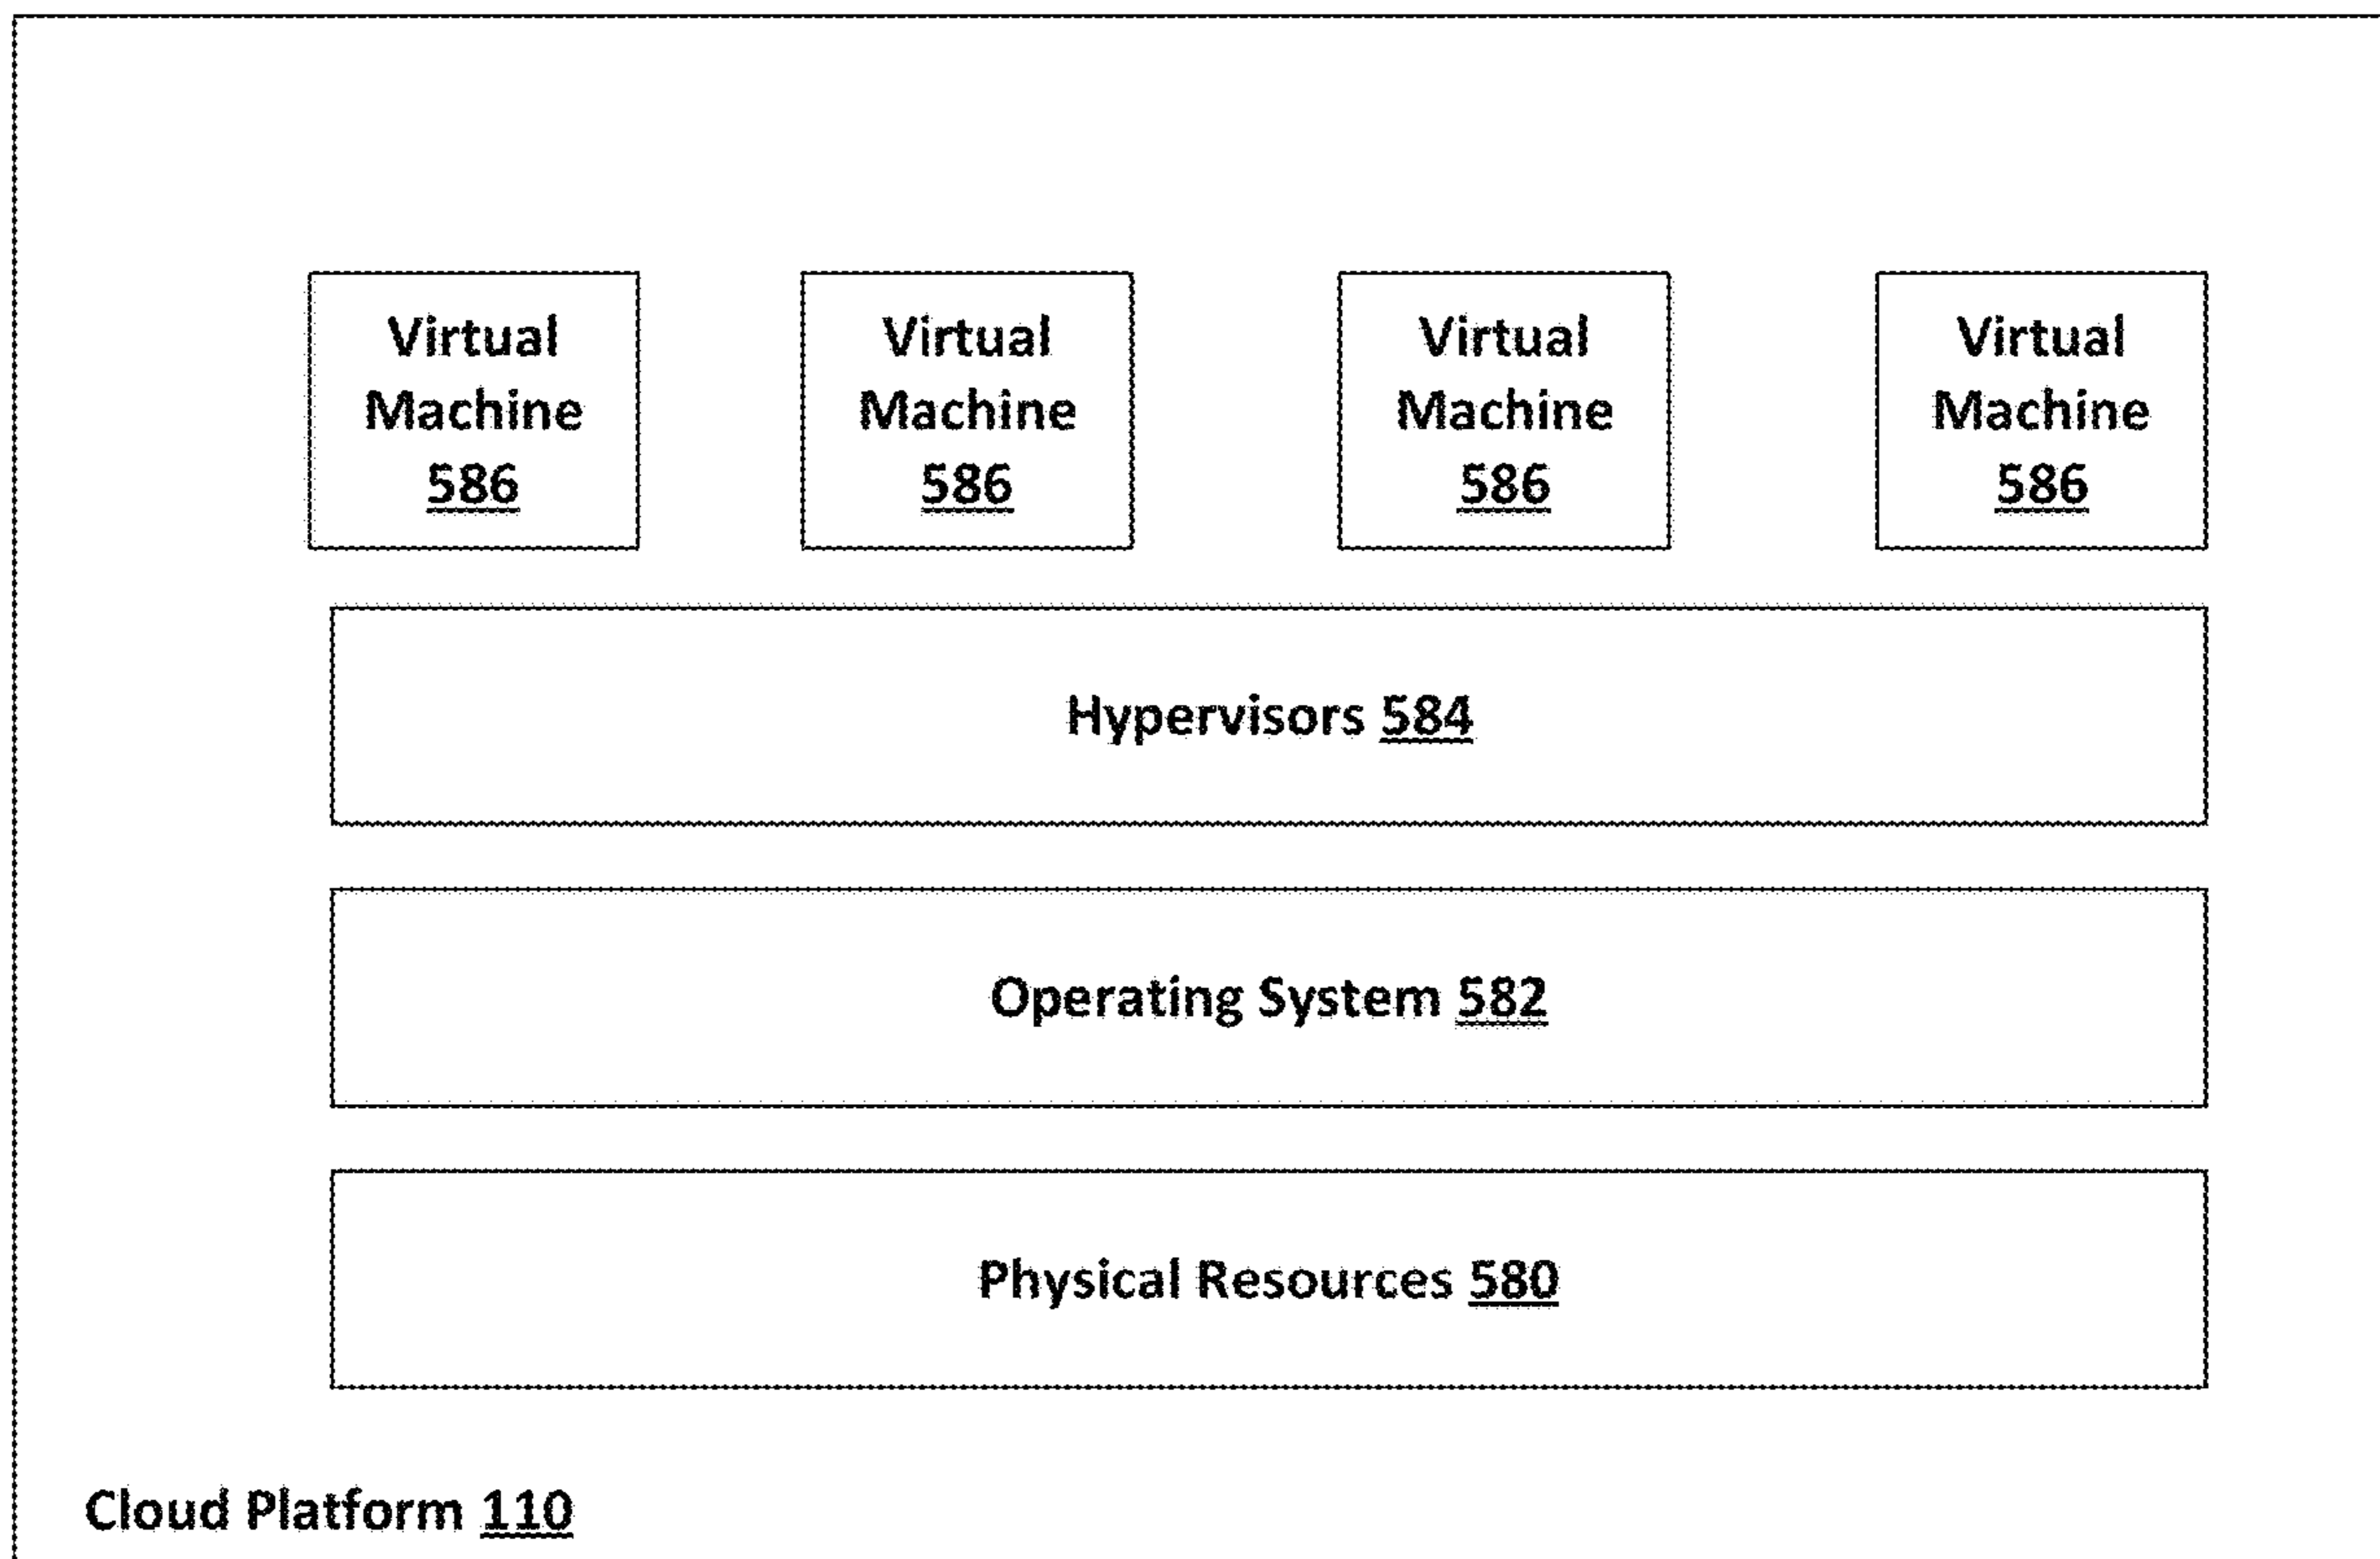 Virtual
Machine
586
Virtual
Machine
586
Virtual
Machine
586
Virtual
Machine
586
Hypervisors 584
Operating System 582
Physical Resources 580
Cloud Platform 110